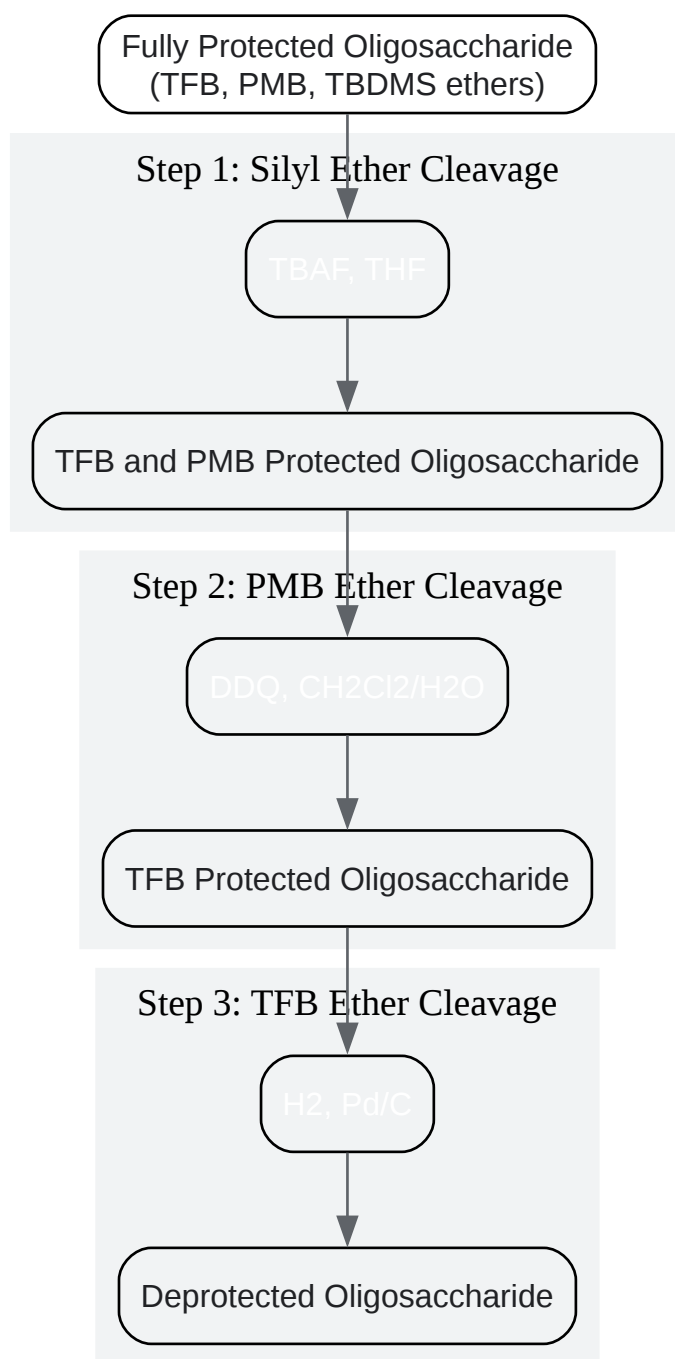 Fully Protected Oligosaccharide
(TFB, PMB, TBDMS ethers)
Step 1: Silyl Ether Cleavage
TBAF, THF
TFB and PMB Protected Oligosaccharide
Step 2: PMB Ether Cleavage
DDQ, CH2Cl2/H2O
TFB Protected Oligosaccharide
Step 3: TFB Ether Cleavage
H2, Pd/C
Deprotected Oligosaccharide